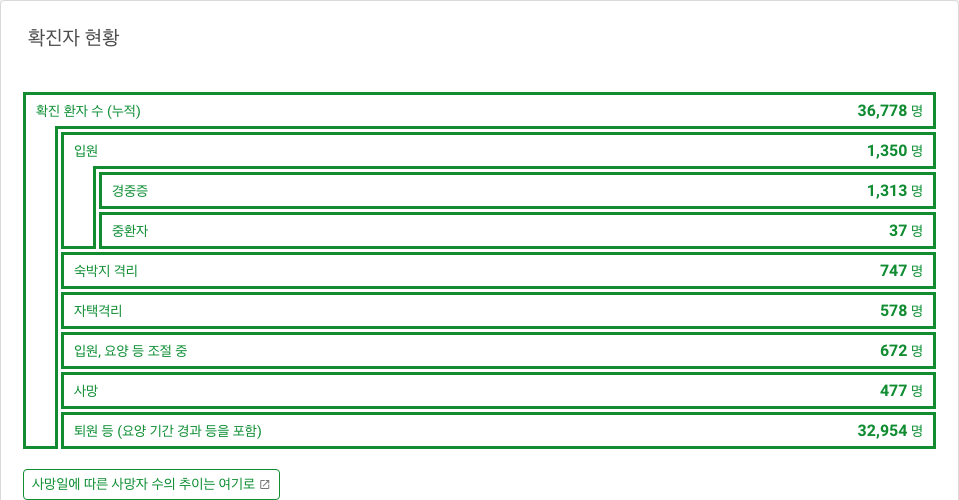 확진자 현황
확진 환자 수 (누적) 36,778 명
입원 1,350 명
경중증 1,313 명
중환자 37 명
숙박지 격리 747 명
자택격리 578 명
입원, 요양 등 조절 중 672 명
사망 477 명
퇴원 등 (요양 기간 경과 등을 포함) 32,954 명
사망일에 따른 사망자 수의 추이는 여기로